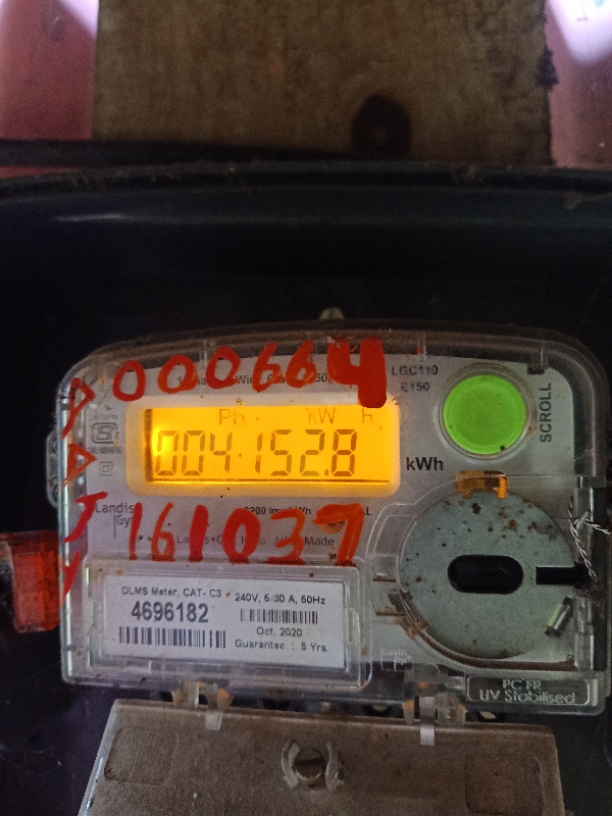 000664
LGC110
E150
Ph kW h
004152.8
kWh
SCROLL
Landis
Gyr
161037
Made
DLMS Meter, CAT- C3 240V, 5-30 A, 50Hz
4696182
Oct, 2020
Guarantee : 5 Yrs.
PC FR
UV Stabilised